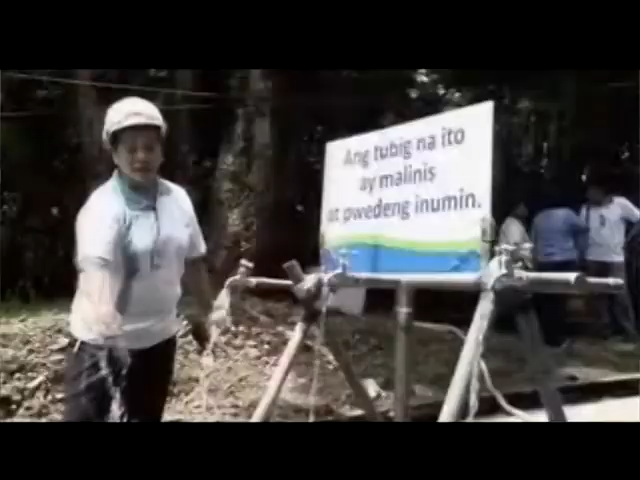 Ang tubig na ito
ay malinis
at pwedeng inumin.